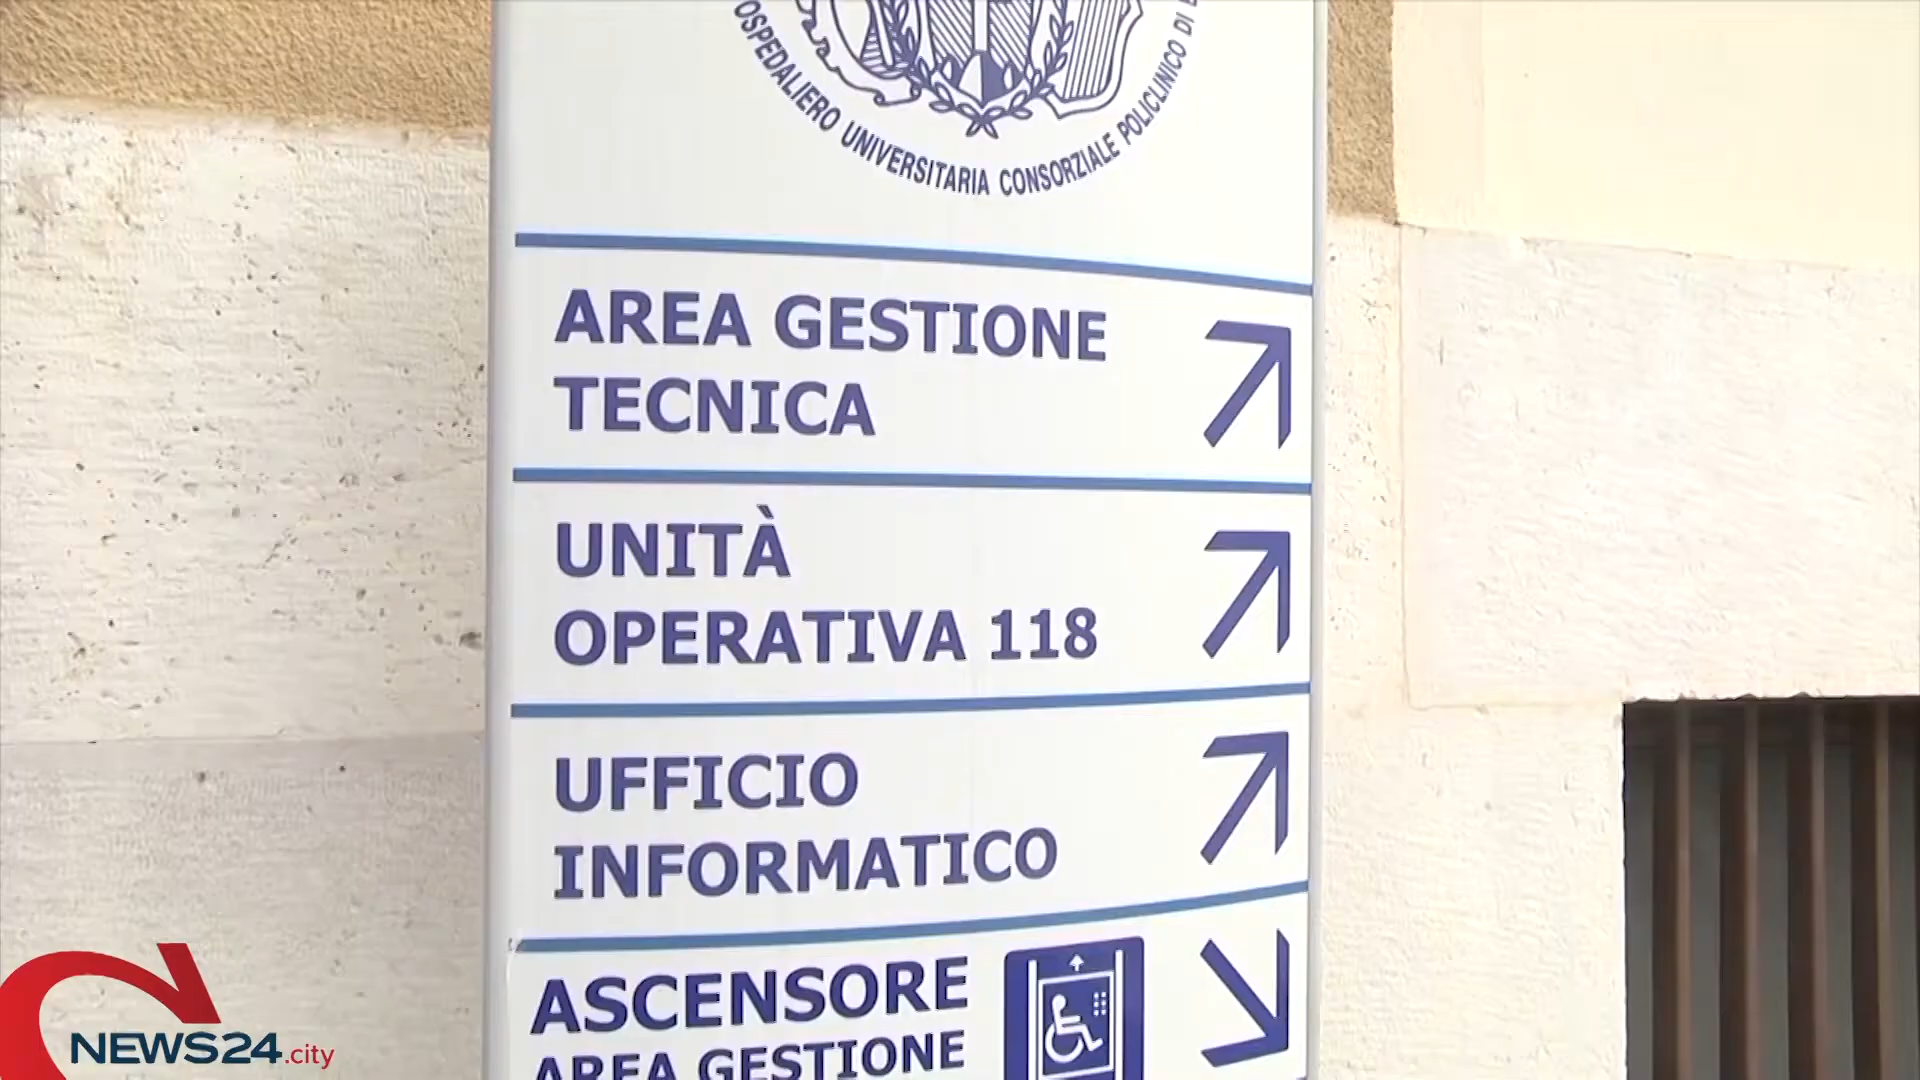 OSPEDALIERO UNIVERSITARIA CONSORZIALE POLICLINICO DI
AREA GESTIONE
TECNICA
UNITÀ
OPERATIVA 118
UFFICIO
INFORMATICO
ASCENSORE
AREA GESTIONE
NEWS24.city